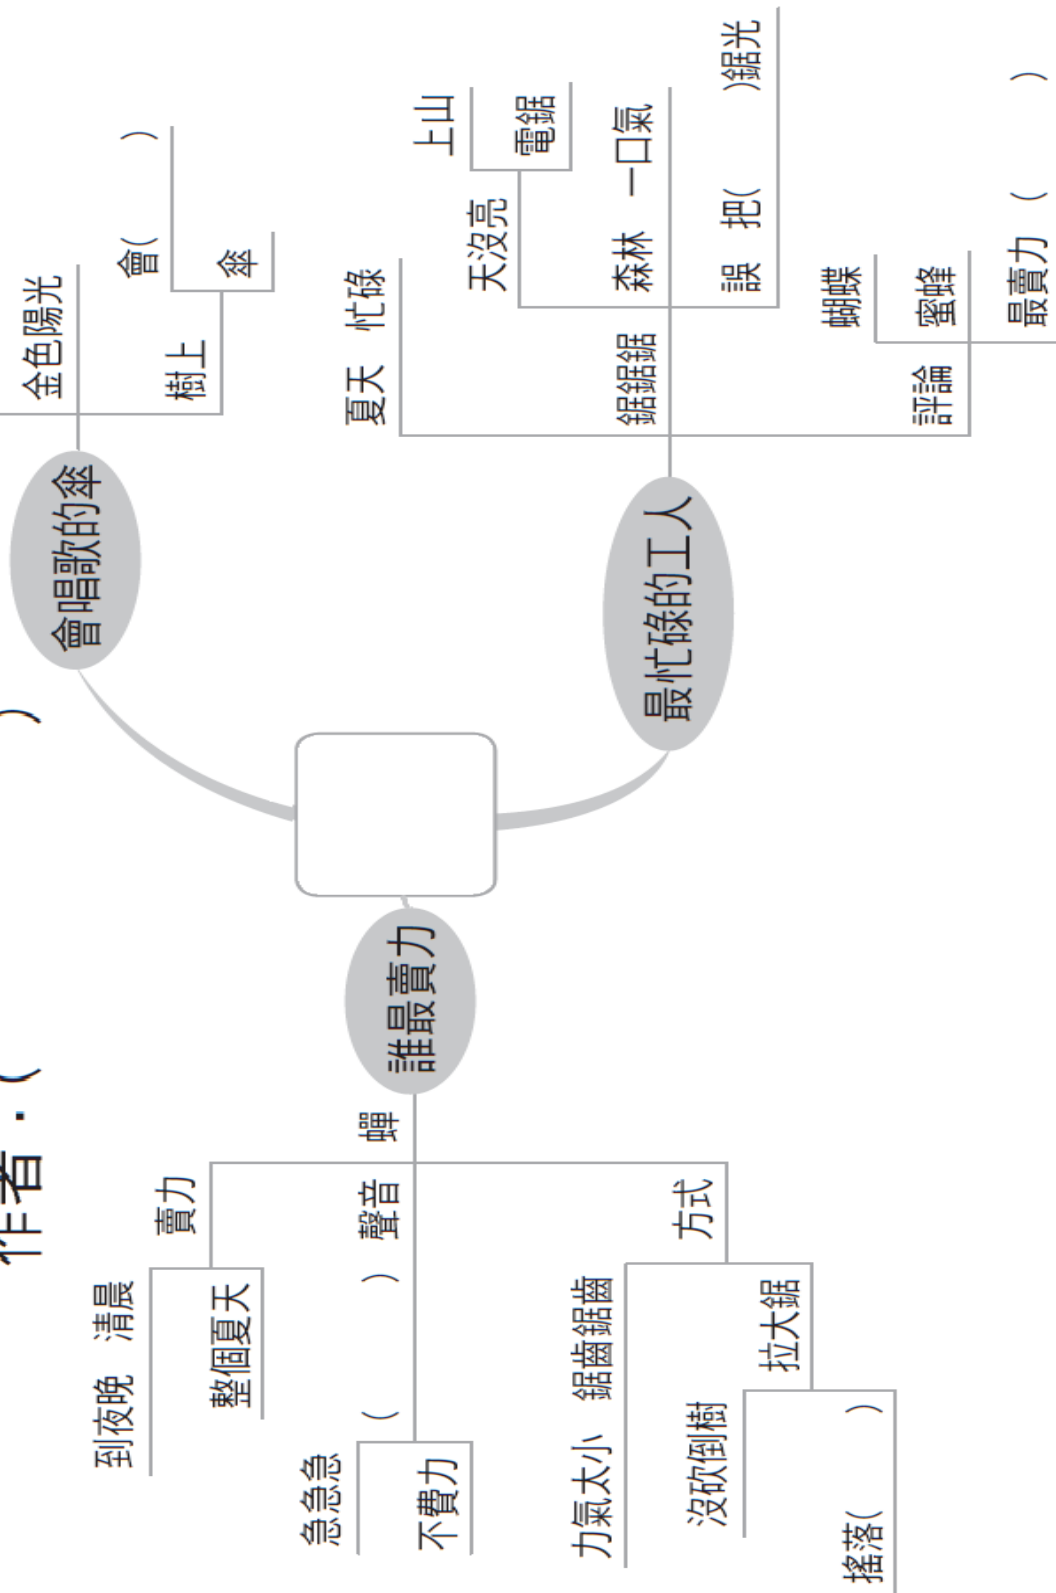 作者：(          )
會唱歌的傘
金色陽光
樹上
會(          )
傘
最忙碌的工人
夏天 忙碌
鋸鋸鋸
天沒亮
上山
電鋸
森林 一口氣
誤 把(          )鋸光
評論
蝴蝶
蜜蜂
最賣力 (          )
誰最賣力
蟬
賣力
到夜晚 清晨
整個夏天
聲音
(          )
急急急
不費力
方式
力氣太小 鋸齒鋸齒
拉大鋸
沒砍倒樹
搖落(          )